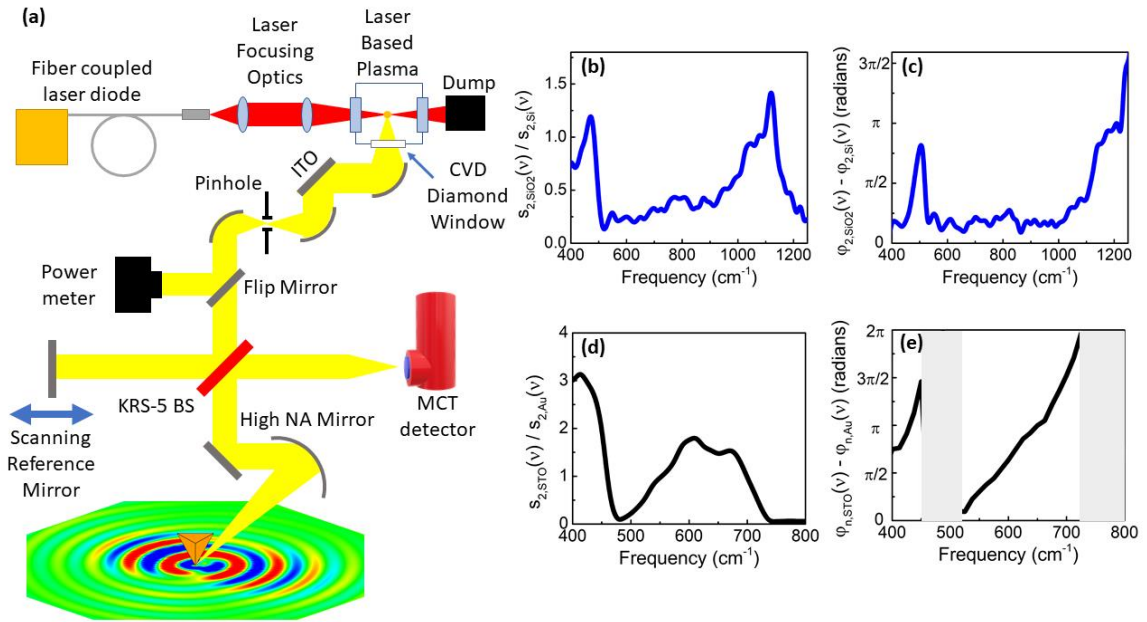 (a)
Fiber coupled
laser diode
Laser
Focusing
Optics
Laser
Based
Plasma
Dump
ITO
CVD
Diamond
Window
Pinhole
Power
meter
Flip Mirror
KRS-5 BS
MCT
detector
High NA Mirror
Scanning
Reference
Mirror
(b)
s2,SiO2(ν) / s2,Si(ν)
1.5
1.0
0.5
0.0
400 600 800 1000 1200
Frequency (cm⁻¹)
(c)
φ2,SiO2(ν) - φ2,Si(ν) (radians)
3π/2
π
π/2
0
400 600 800 1000 1200
Frequency (cm⁻¹)
(d)
s2,STO(ν) / s2,Au(ν)
4
3
2
1
0
400 500 600 700 800
Frequency (cm⁻¹)
(e)
φn,STO(ν) - φn,Au(ν) (radians)
2π
3π/2
π
π/2
0
400 500 600 700 800
Frequency (cm⁻¹)